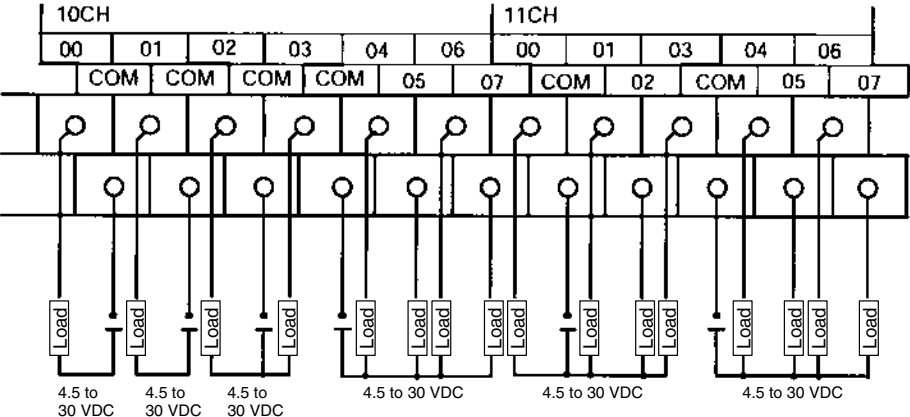 10CH 11CH
00 01 02 03 04 06 00 01 03 04 06
COM COM COM COM 05 07 COM 02 COM 05 07
Load Load Load Load Load Load Load Load Load Load Load Load Load Load Load Load
4.5 to 4.5 to 4.5 to 4.5 to 30 VDC 4.5 to 30 VDC 4.5 to 30 VDC
30 VDC 30 VDC 30 VDC